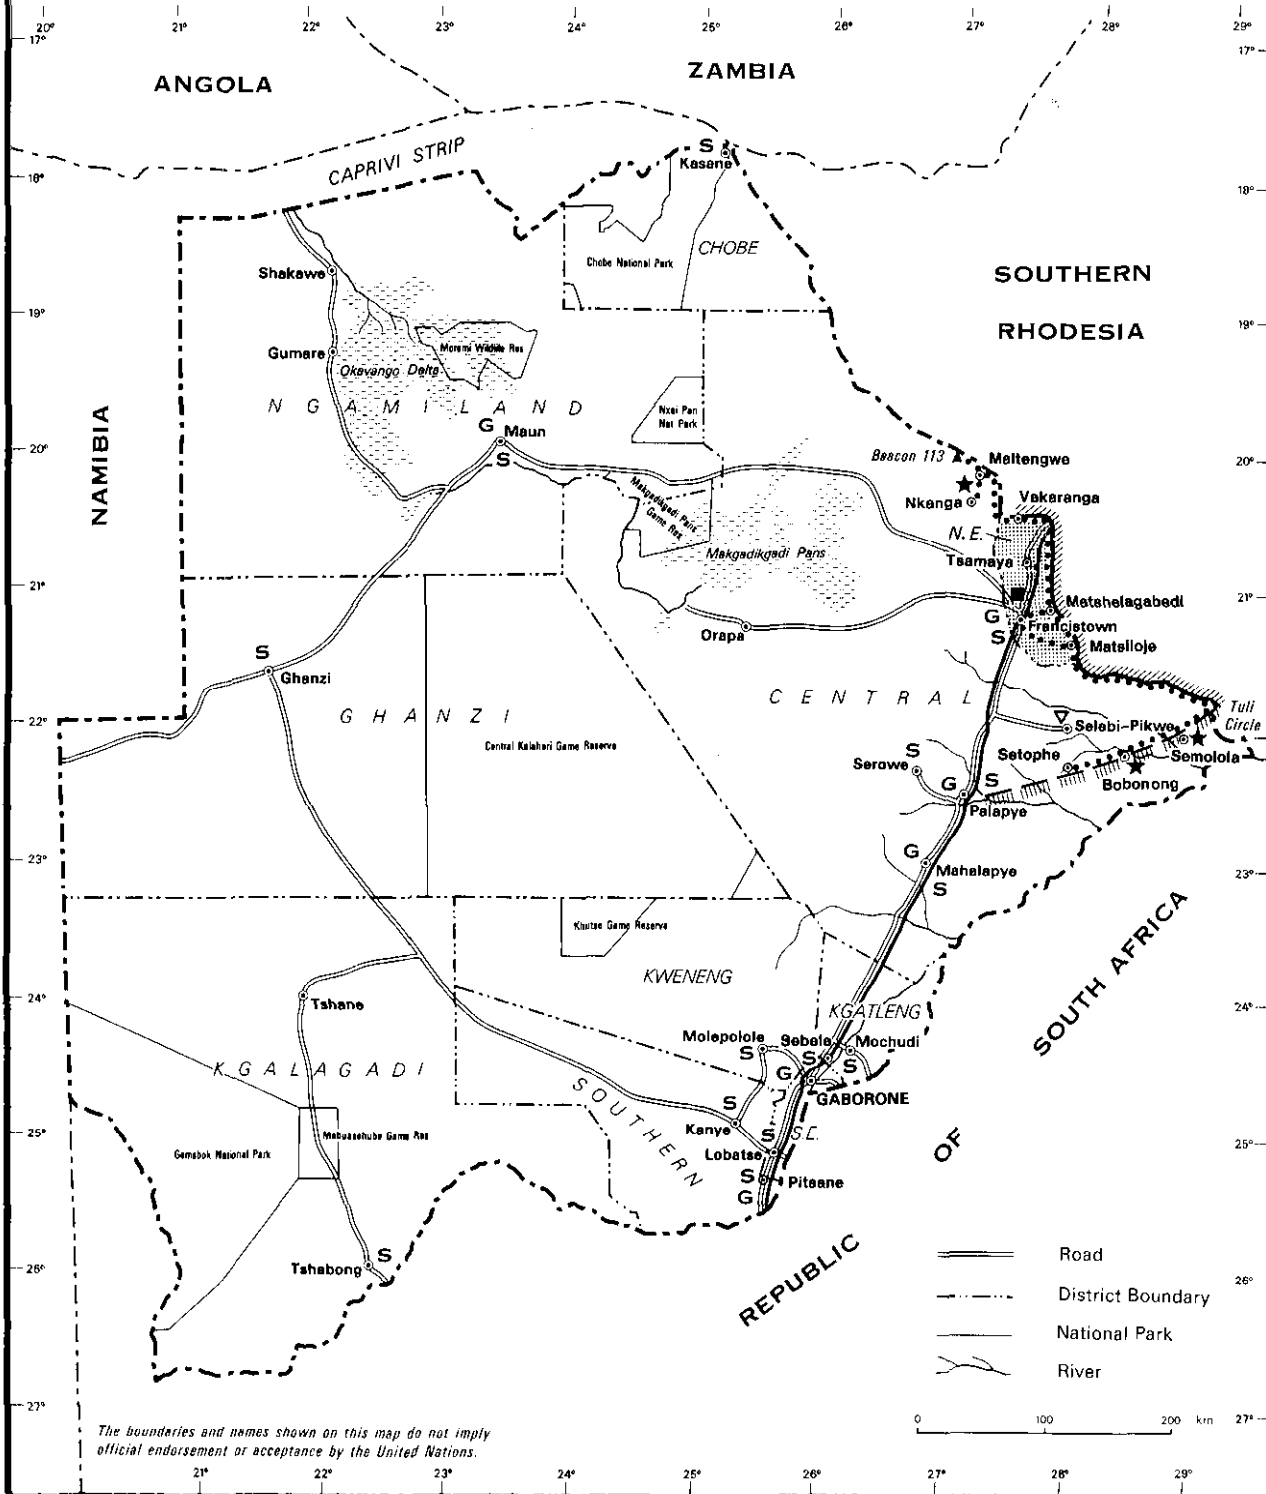 20° 21° 22° 23° 24° 25° 26° 27° 28° 29°
17° 17°
ANGOLA
ZAMBIA
CAPRIVI STRIP
S
Kasane
18° 18°
CHOBE
Chobe National Park
SOUTHERN
RHODESIA
Shakawe
19° 19°
Gumare
Moremi Wildlife Res
Okavango Delta
NGAMILAND
Nxai Pan
Nat Park
NAMIBIA
G
Maun
S
20° 20°
Beacon 113
Maitengwe
Nkanga
Vakaranga
Makgadikgadi Pans
Game Res
N.E.
Makgadikgadi Pans
Tsamaya
21° 21°
Matshelagabedi
G
Francistown
S
Orapa
Matsiloje
S
Ghanzi
CENTRAL
GHANZI
22° 22°
Tuli
Circle
Selebi-Pikwe
Central Kalahari Game Reserve
S
Serowe
Setophe
Semolola
Bobonong
G
S
Palapye
23° 23°
G
Mahalapye
S
Khutse Game Reserve
KWENENG
24° 24°
Tshane
KGATLENG
Molepolole
S
Sebele
S
Mochudi
S
KGALAGADI
G
GABORONE
SOUTHERN
S
Kanye
S
S.E.
25° 25°
Lobatse
Mabuasehube Game Res
Gemsbok National Park
S
Pitsane
G
REPUBLIC
OF
SOUTH AFRICA
S
Tshabong
26° 26°
Road
District Boundary
National Park
River
27° 27°
0 100 200 km
The boundaries and names shown on this map do not imply
official endorsement or acceptance by the United Nations.
21° 22° 23° 24° 25° 26° 27° 28° 29°